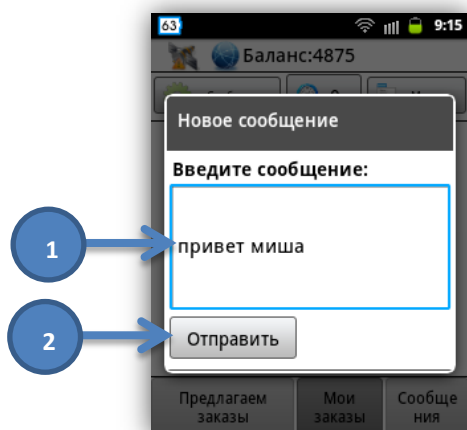 63 9:15
Баланс:4875
Новое сообщение
Введите сообщение:
привет миша
1
Отправить
2
Предлагаем Мои Сообще
заказы заказы ния